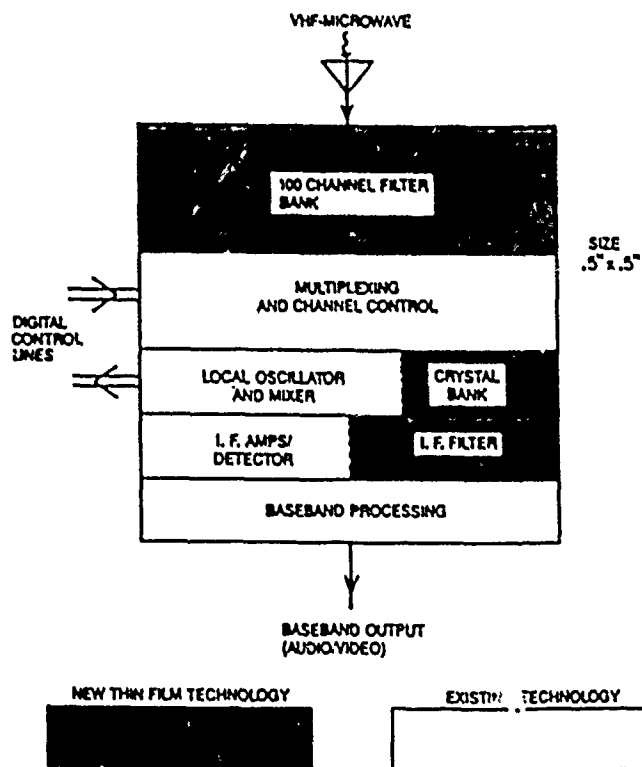 VHF-MICROWAVE
100 CHANNEL FILTER
BANK
SIZE
.5" x .5"
MULTIPLEXING
AND CHANNEL CONTROL
DIGITAL
CONTROL
LINES
LOCAL OSCILLATOR
AND MIXER
CRYSTAL
BANK
I. F. AMPS/
DETECTOR
I. F. FILTER
BASEBAND PROCESSING
BASEBAND OUTPUT
(AUDIO/VIDEO)
NEW THIN FILM TECHNOLOGY
EXISTIN TECHNOLOGY